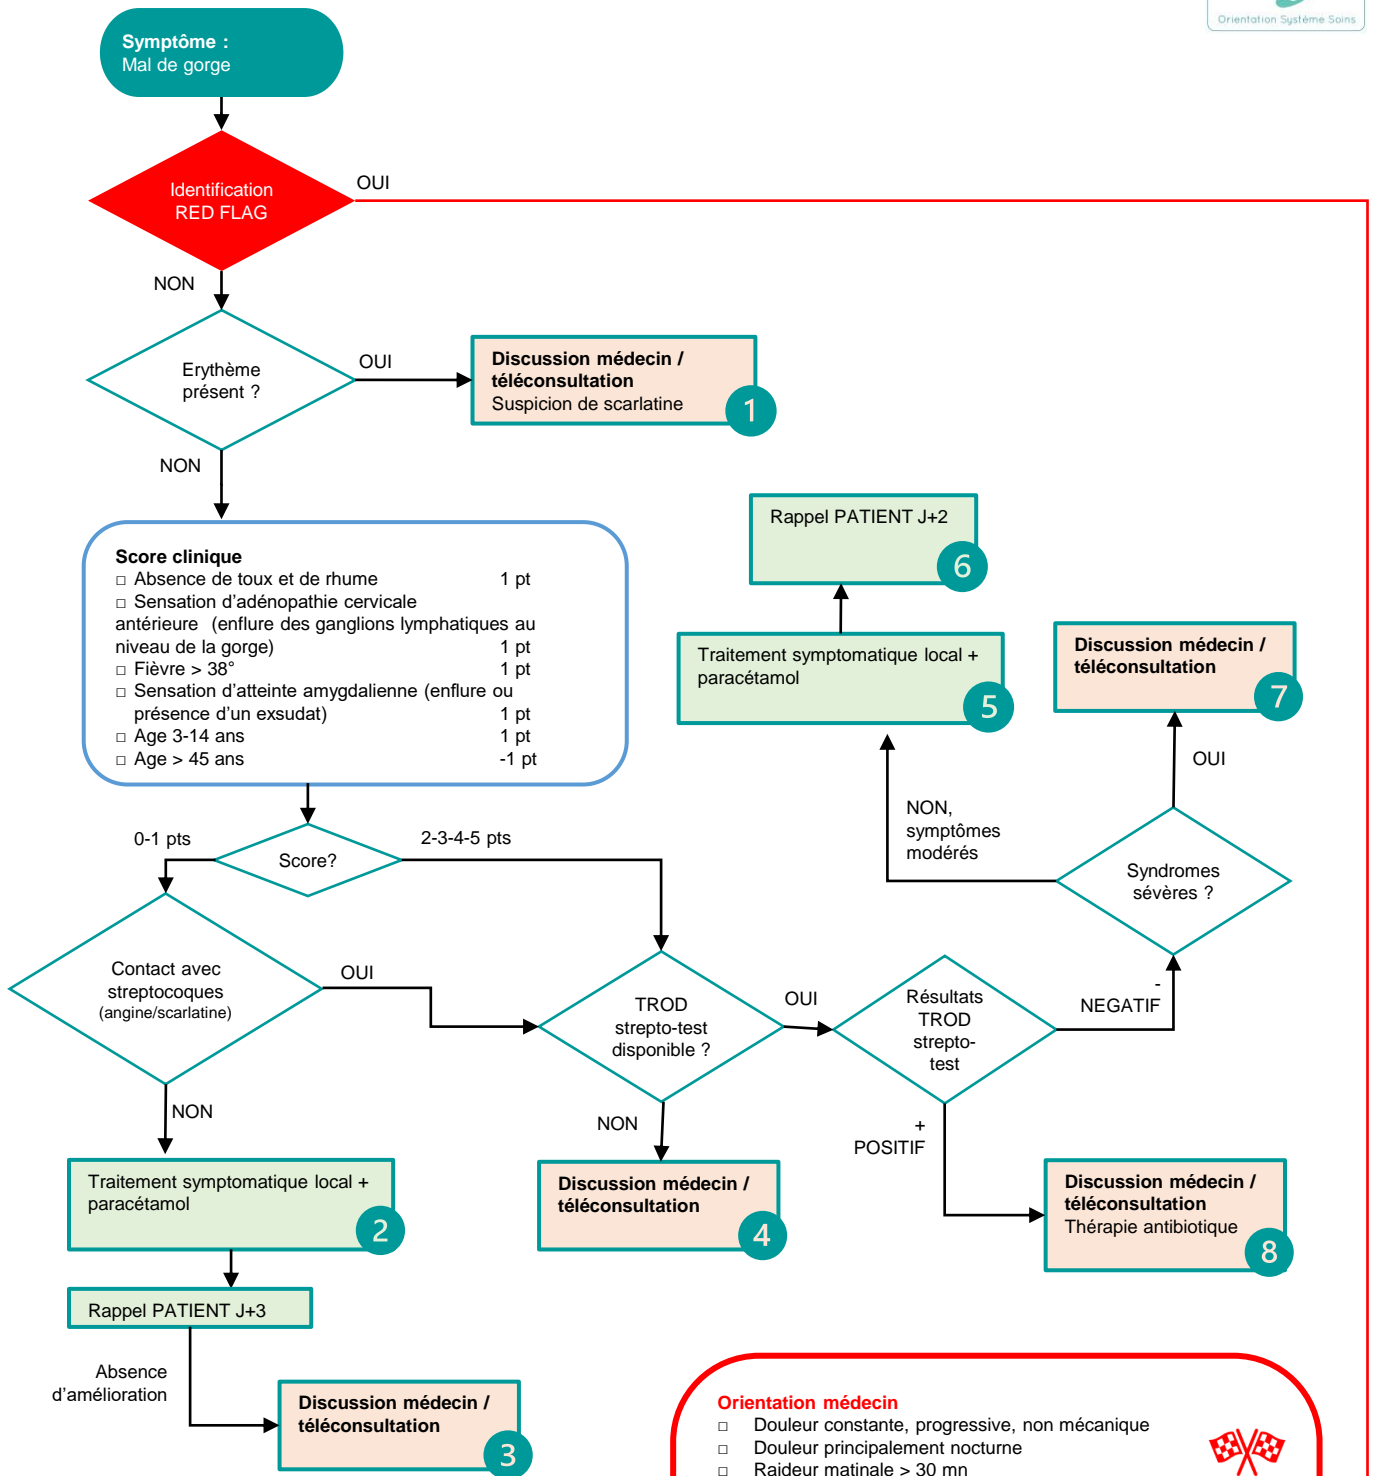 Orientation Système Soins
Symptôme :
Mal de gorge
Identification
RED FLAG
OUI
NON
Erythème
présent ?
OUI
Discussion médecin /
téléconsultation
Suspicion de scarlatine
1
NON
Score clinique
□ Absence de toux et de rhume 1 pt
□ Sensation d'adénopathie cervicale
antérieure (enflure des ganglions lymphatiques au
niveau de la gorge) 1 pt
□ Fièvre > 38° 1 pt
□ Sensation d'atteinte amygdalienne (enflure ou
présence d'un exsudat) 1 pt
□ Age 3-14 ans 1 pt
□ Age > 45 ans -1 pt
Rappel PATIENT J+2
6
Traitement symptomatique local +
paracétamol
5
Discussion médecin /
téléconsultation
7
OUI
NON,
symptômes
modérés
Syndromes
sévères ?
0-1 pts
Score?
2-3-4-5 pts
Contact avec
streptocoques
(angine/scarlatine)
OUI
TROD
strepto-test
disponible ?
OUI
Résultats
TROD
strepto-
test
-
NEGATIF
NON
NON
+
POSITIF
Traitement symptomatique local +
paracétamol
2
Discussion médecin /
téléconsultation
4
Discussion médecin /
téléconsultation
Thérapie antibiotique
8
Rappel PATIENT J+3
Absence
d'amélioration
Discussion médecin /
téléconsultation
3
Orientation médecin
□ Douleur constante, progressive, non mécanique
□ Douleur principalement nocturne
□ Raideur matinale > 30 mn